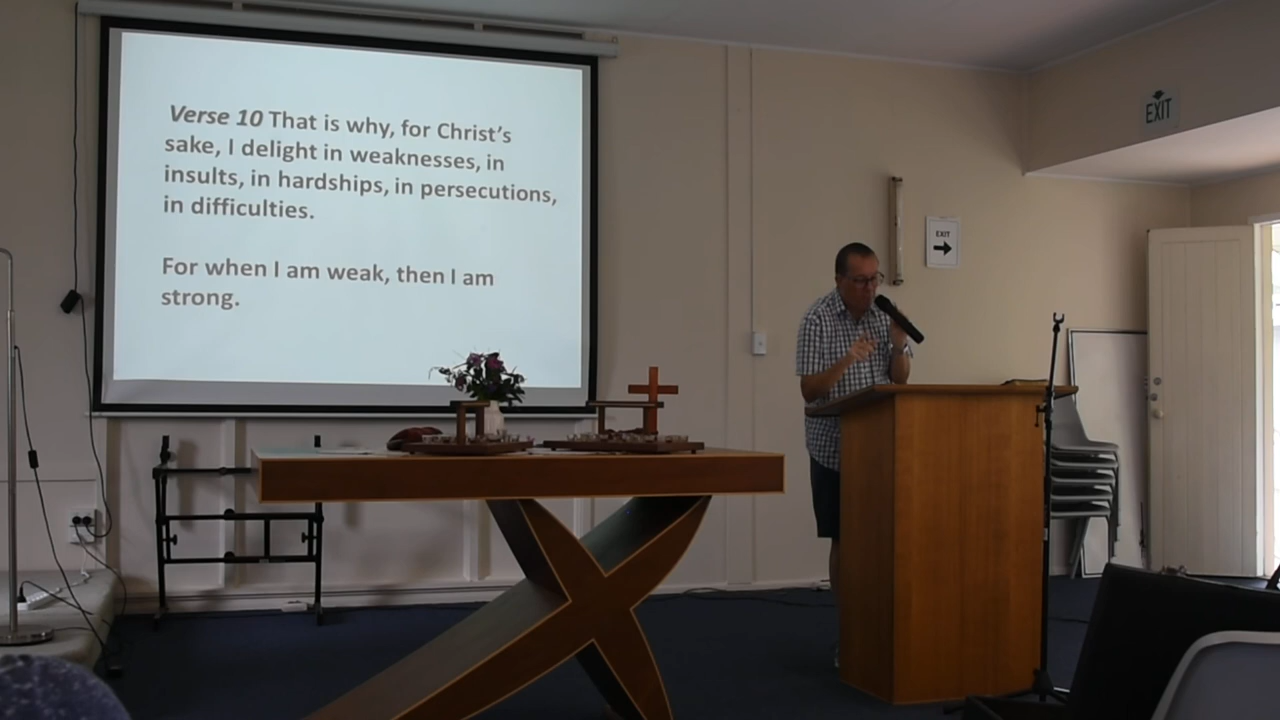 Verse 10 That is why, for Christ's
sake, I delight in weaknesses, in
insults, in hardships, in persecutions,
in difficulties.
For when I am weak, then I am
strong.
EXIT
EXIT